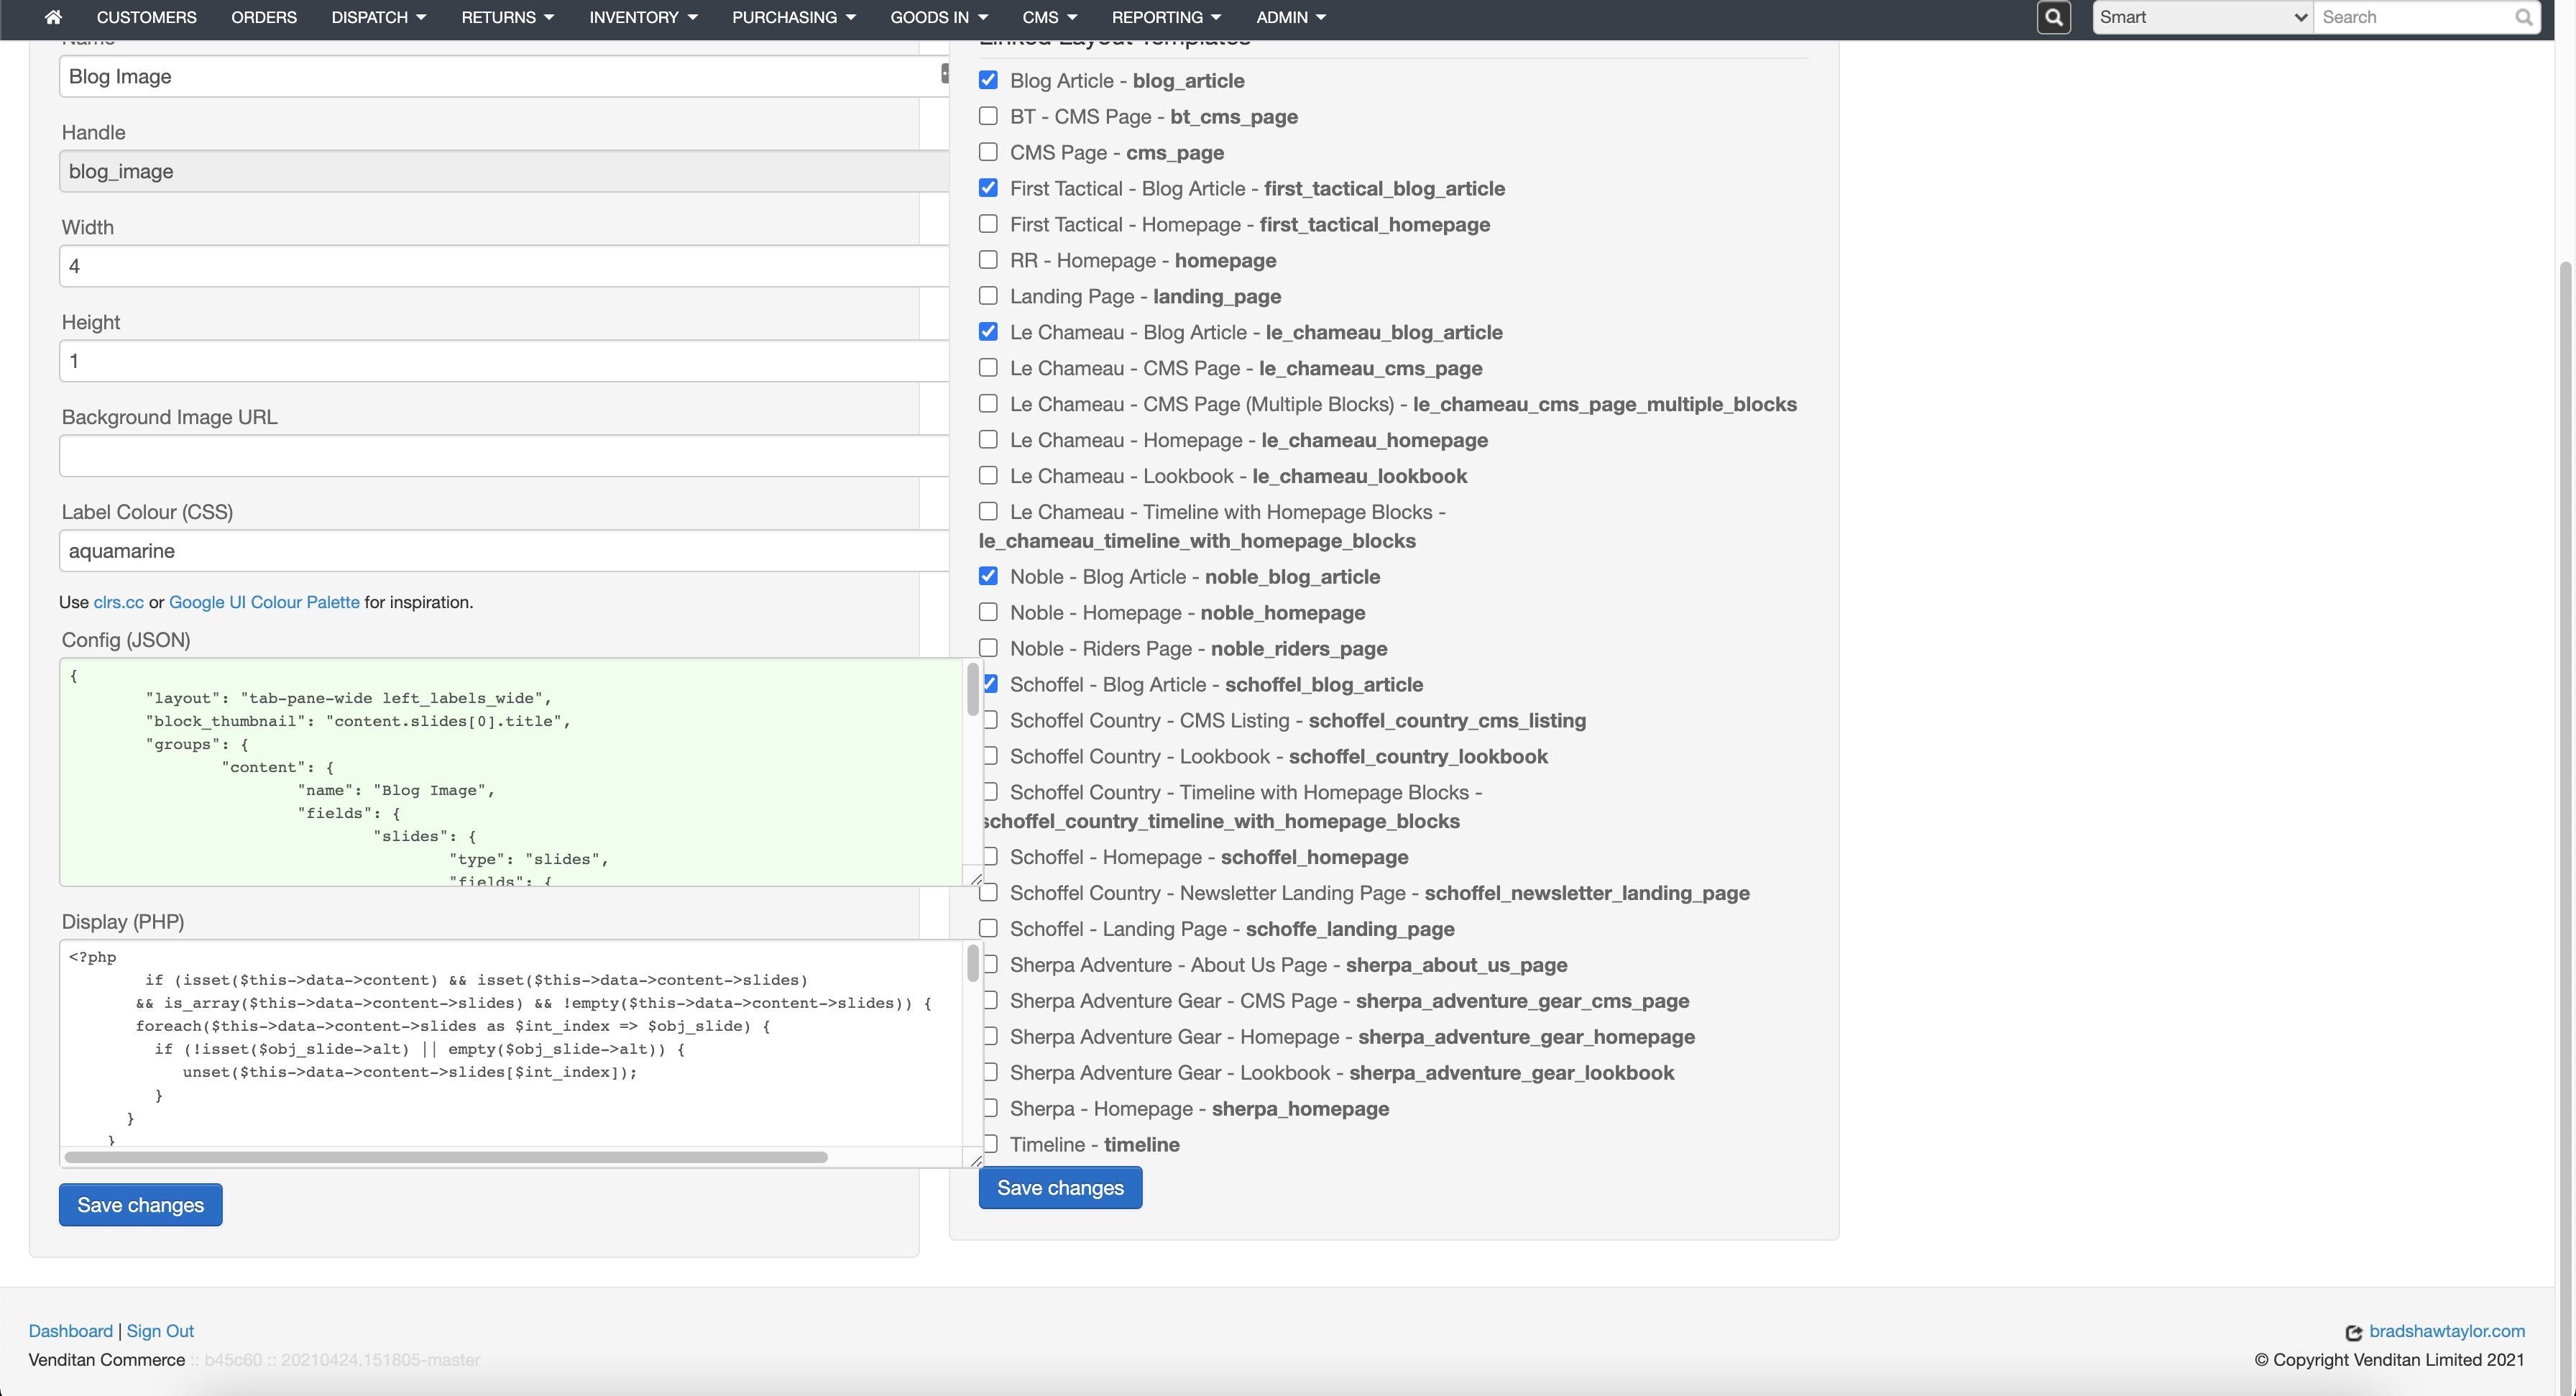 CUSTOMERS ORDERS DISPATCH RETURNS INVENTORY PURCHASING GOODS IN CMS REPORTING ADMIN Smart Search
Name
Blog Image
Handle
blog_image
Width
4
Height
1
Background Image URL
Label Colour (CSS)
aquamarine
Use clrs.cc or Google UI Colour Palette for inspiration.
Config (JSON)
{
"layout": "tab-pane-wide left_labels_wide",
"block_thumbnail": "content.slides[0].title",
"groups": {
"content": {
"name": "Blog Image",
"fields": {
"slides": {
"type": "slides",
"fields": {
Display (PHP)
<?php
if (isset($this->data->content) && isset($this->data->content->slides)
&& is_array($this->data->content->slides) && !empty($this->data->content->slides)) {
foreach($this->data->content->slides as $int_index => $obj_slide) {
if (!isset($obj_slide->alt) || empty($obj_slide->alt)) {
unset($this->data->content->slides[$int_index]);
}
}
}
Save changes
Linked Layout Templates
Blog Article - blog_article
BT - CMS Page - bt_cms_page
CMS Page - cms_page
First Tactical - Blog Article - first_tactical_blog_article
First Tactical - Homepage - first_tactical_homepage
RR - Homepage - homepage
Landing Page - landing_page
Le Chameau - Blog Article - le_chameau_blog_article
Le Chameau - CMS Page - le_chameau_cms_page
Le Chameau - CMS Page (Multiple Blocks) - le_chameau_cms_page_multiple_blocks
Le Chameau - Homepage - le_chameau_homepage
Le Chameau - Lookbook - le_chameau_lookbook
Le Chameau - Timeline with Homepage Blocks -
le_chameau_timeline_with_homepage_blocks
Noble - Blog Article - noble_blog_article
Noble - Homepage - noble_homepage
Noble - Riders Page - noble_riders_page
Schoffel - Blog Article - schoffel_blog_article
Schoffel Country - CMS Listing - schoffel_country_cms_listing
Schoffel Country - Lookbook - schoffel_country_lookbook
Schoffel Country - Timeline with Homepage Blocks -
schoffel_country_timeline_with_homepage_blocks
Schoffel - Homepage - schoffel_homepage
Schoffel Country - Newsletter Landing Page - schoffel_newsletter_landing_page
Schoffel - Landing Page - schoffe_landing_page
Sherpa Adventure - About Us Page - sherpa_about_us_page
Sherpa Adventure Gear - CMS Page - sherpa_adventure_gear_cms_page
Sherpa Adventure Gear - Homepage - sherpa_adventure_gear_homepage
Sherpa Adventure Gear - Lookbook - sherpa_adventure_gear_lookbook
Sherpa - Homepage - sherpa_homepage
Timeline - timeline
Save changes
Dashboard | Sign Out
Venditan Commerce :: b45c60 :: 20210424.151805-master
bradshawtaylor.com
© Copyright Venditan Limited 2021